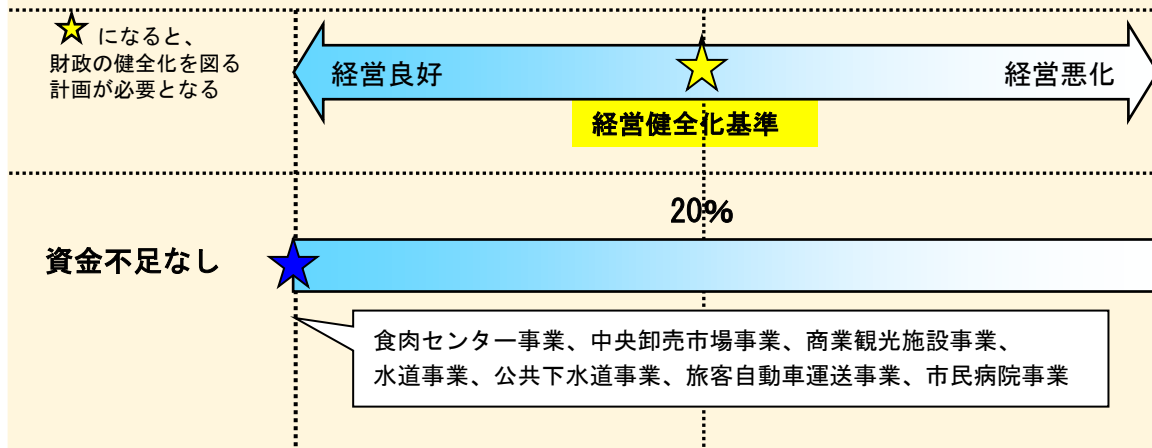 になると、
財政の健全化を図る
計画が必要となる
経営良好
経営悪化
経営健全化基準
20%
資金不足なし
食肉センター事業、中央卸売市場事業、商業観光施設事業、
水道事業、公共下水道事業、旅客自動車運送事業、市民病院事業